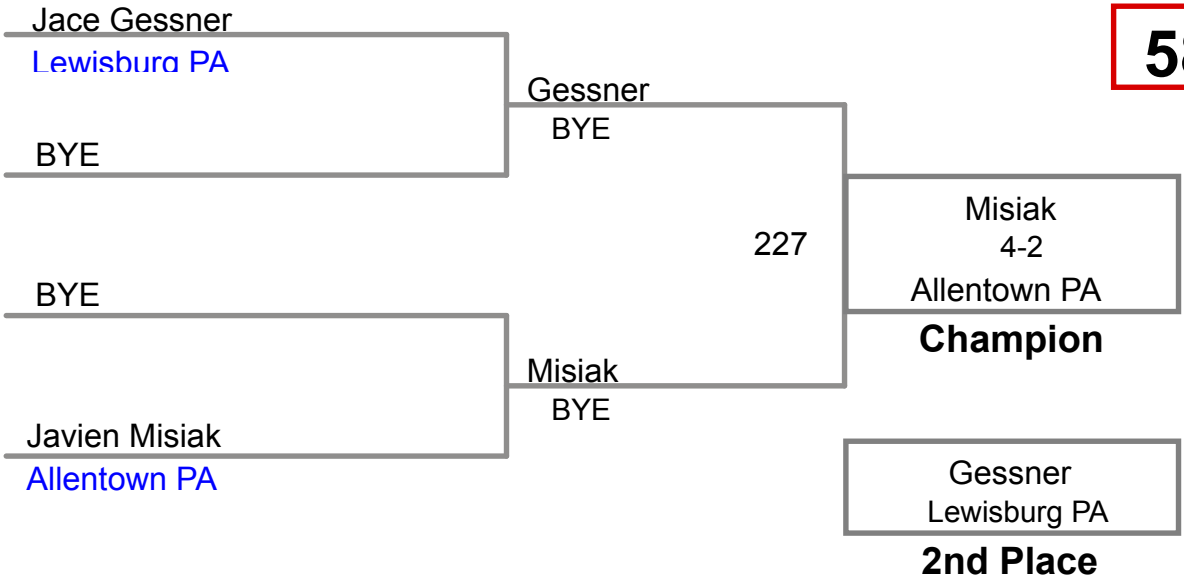 Jace Gessner
Lewisburg PA
58
Gessner
BYE
BYE
Misiak
4-2
Allentown PA
227
BYE
Champion
Misiak
BYE
Javien Misiak
Allentown PA
Gessner
Lewisburg PA
2nd Place